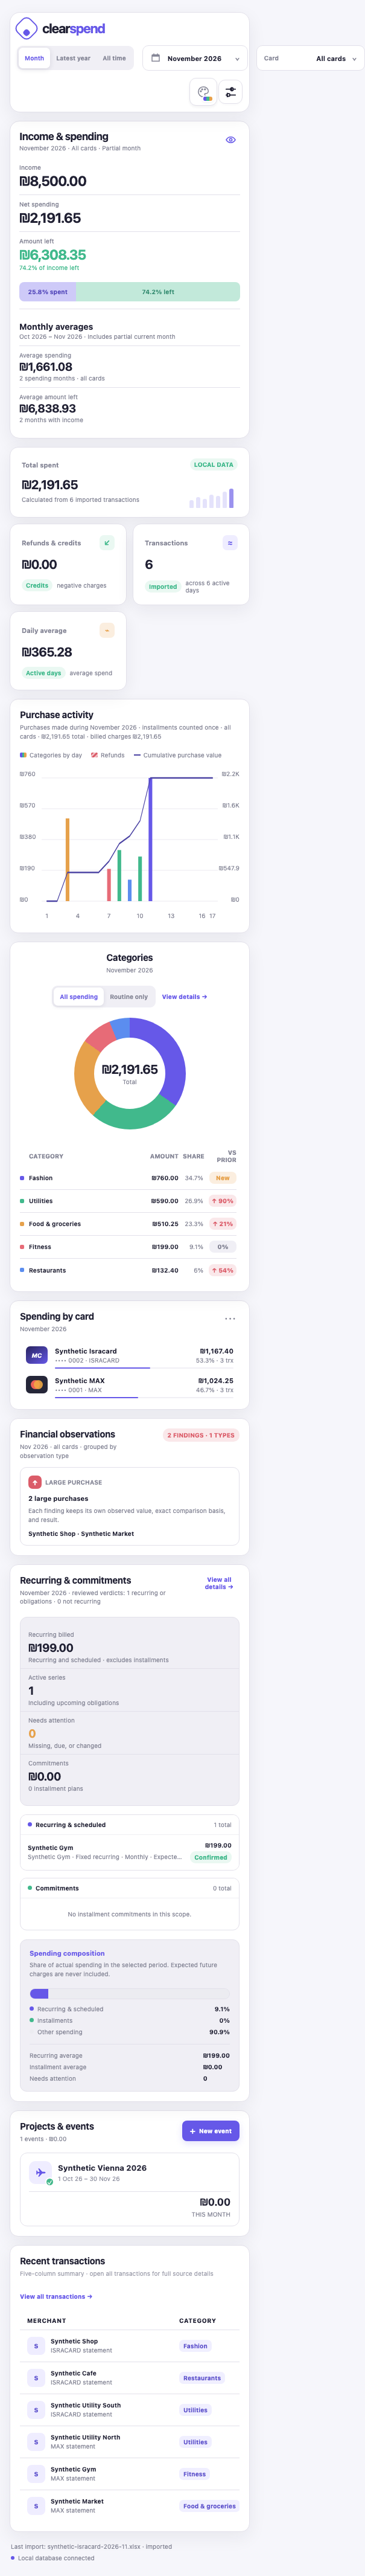 clearspend
Month Latest year All time November 2026 Card All cards
Income & spending
November 2026 · All cards · Partial month
Income
₪8,500.00
Net spending
₪2,191.65
Amount left
₪6,308.35
74.2% of income left
25.8% spent 74.2% left
Monthly averages
Oct 2026 – Nov 2026 · Includes partial current month
Average spending
₪1,661.08
2 spending months · all cards
Average amount left
₪6,838.93
2 months with income
Total spent LOCAL DATA
₪2,191.65
Calculated from 6 imported transactions
Refunds & credits
₪0.00
Credits negative charges
Transactions
6
Imported across 6 active
days
Daily average
₪365.28
Active days average spend
Purchase activity
Purchases made during November 2026 · installments counted once · all
cards · ₪2,191.65 total · billed charges ₪2,191.65
Categories by day Refunds Cumulative purchase value
₪760 ₪2.2K
₪570 ₪1.6K
₪380 ₪1.1K
₪190 ₪547.9
₪0 ₪0
1 4 7 10 13 16 17
Categories
November 2026
All spending Routine only View details →
₪2,191.65
Total
CATEGORY AMOUNT SHARE VS
PRIOR
Fashion ₪760.00 34.7% New
Utilities ₪590.00 26.9% ↑ 90%
Food & groceries ₪510.25 23.3% ↑ 21%
Fitness ₪199.00 9.1% 0%
Restaurants ₪132.40 6% ↑ 54%
Spending by card
November 2026
MC Synthetic Isracard ₪1,167.40
•••• 0002 · ISRACARD 53.3% · 3 trx
Synthetic MAX ₪1,024.25
•••• 0001 · MAX 46.7% · 3 trx
Financial observations 2 FINDINGS · 1 TYPES
Nov 2026 · all cards · grouped by
observation type
LARGE PURCHASE
2 large purchases
Each finding keeps its own observed value, exact comparison basis,
and result.
Synthetic Shop · Synthetic Market
Recurring & commitments View all
details →
November 2026 · reviewed verdicts: 1 recurring or
obligations · 0 not recurring
Recurring billed
₪199.00
Recurring and scheduled · excludes installments
Active series
1
Including upcoming obligations
Needs attention
0
Missing, due, or changed
Commitments
₪0.00
0 installment plans
Recurring & scheduled 1 total
Synthetic Gym ₪199.00
Synthetic Gym · Fixed recurring · Monthly · Expecte... Confirmed
Commitments 0 total
No installment commitments in this scope.
Spending composition
Share of actual spending in the selected period. Expected future
charges are never included.
Recurring & scheduled 9.1%
Installments 0%
Other spending 90.9%
Recurring average ₪199.00
Installment average ₪0.00
Needs attention 0
Projects & events + New event
1 events · ₪0.00
Synthetic Vienna 2026
1 Oct 26 – 30 Nov 26
₪0.00
THIS MONTH
Recent transactions
Five-column summary · open all transactions for full source details
View all transactions →
MERCHANT CATEGORY
S Synthetic Shop Fashion
ISRACARD statement
S Synthetic Cafe Restaurants
ISRACARD statement
S Synthetic Utility South Utilities
ISRACARD statement
S Synthetic Utility North Utilities
MAX statement
S Synthetic Gym Fitness
MAX statement
S Synthetic Market Food & groceries
MAX statement
Last import: synthetic-isracard-2026-11.xlsx · imported
Local database connected